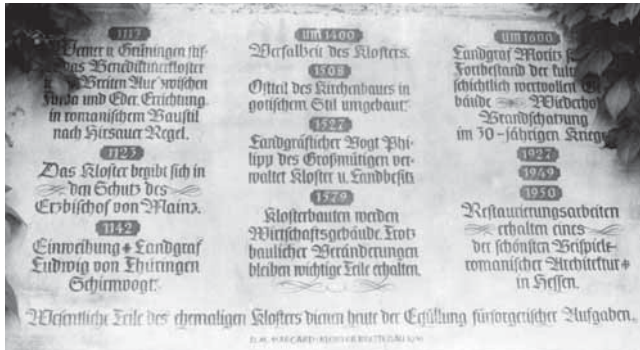 1113
Werner v. Grüningen stif-
das Benediktinerkloster
Breiten Aue zwischen
Fulda und Eder. Errichtung
in romanischem Baustil
nach Hirsauer Regel.
1123
Das Kloster begibt sich in
den Schutz des
Erzbischof von Mainz.
1142
Einweihung + Landgraf
Ludwig von Thüringen
Schirmvogt.
um 1400
Verfallzeit des Klosters.
1508
Ostteil des Kirchenbaues in
gotischem Stil umgebaut.
1527
Landgräflicher Vogt Phi-
lipp des Großmütigen ver-
waltet Kloster u. Landbesitz
1579
Klosterbauten werden
Wirtschaftsgebäude. Trotz
baulicher Veränderungen
bleiben wichtige Teile erhalten.
um 1600
Landgraf Moritz
Fortbestand der
schichtlich wertvollen
bäude
Brandschatzung
im 30-jährigen Kriege
1927
1949
1950
Restaurierungsarbeiten
erhalten eines
der schönsten Beispiele
romanischer Architektur +
in Hessen.
Wesentliche Teile des ehemaligen Klosters dienen heute der Erfüllung fürsorgerischer Aufgaben.